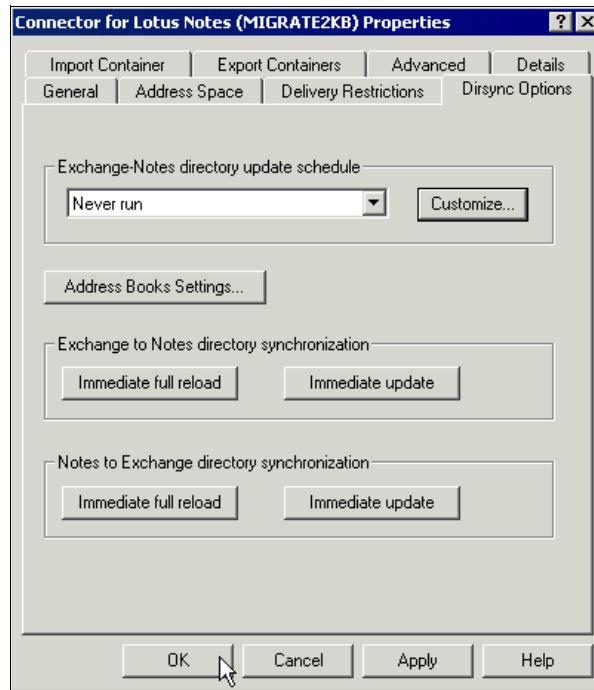 Connector for Lotus Notes (MIGRATE2KB) Properties
Import Container Export Containers Advanced Details
General Address Space Delivery Restrictions Dirsync Options
Exchange-Notes directory update schedule
Never run Customize...
Address Books Settings...
Exchange to Notes directory synchronization
Immediate full reload Immediate update
Notes to Exchange directory synchronization
Immediate full reload Immediate update
OK Cancel Apply Help